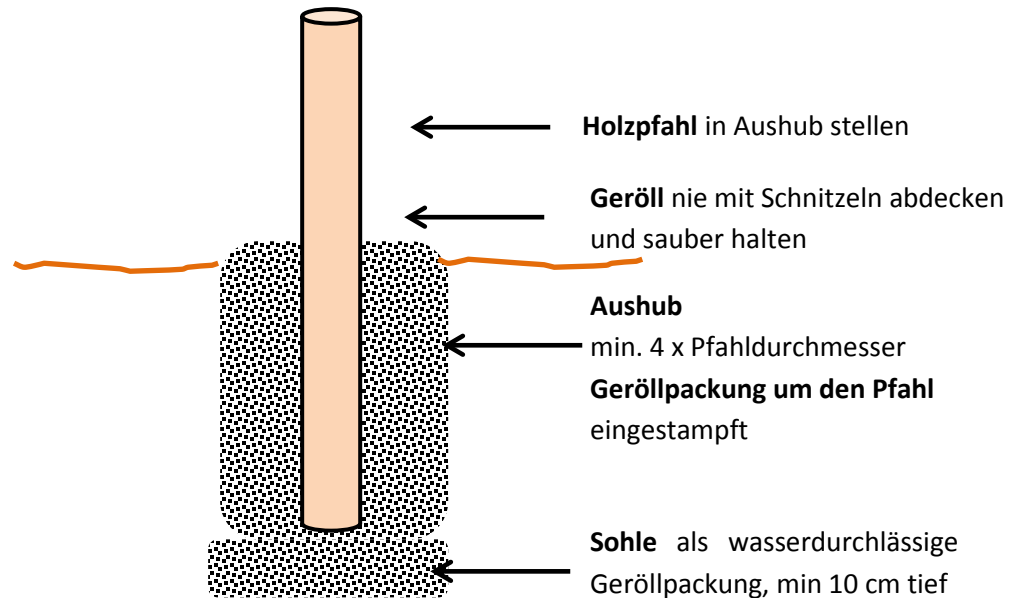 Holzpfahl in Aushub stellen
Geröll nie mit Schnitzeln abdecken
und sauber halten
Aushub
min. 4 x Pfahldurchmesser
Geröllpackung um den Pfahl
eingestampft
Sohle als wasserdurchlässige
Geröllpackung, min 10 cm tief